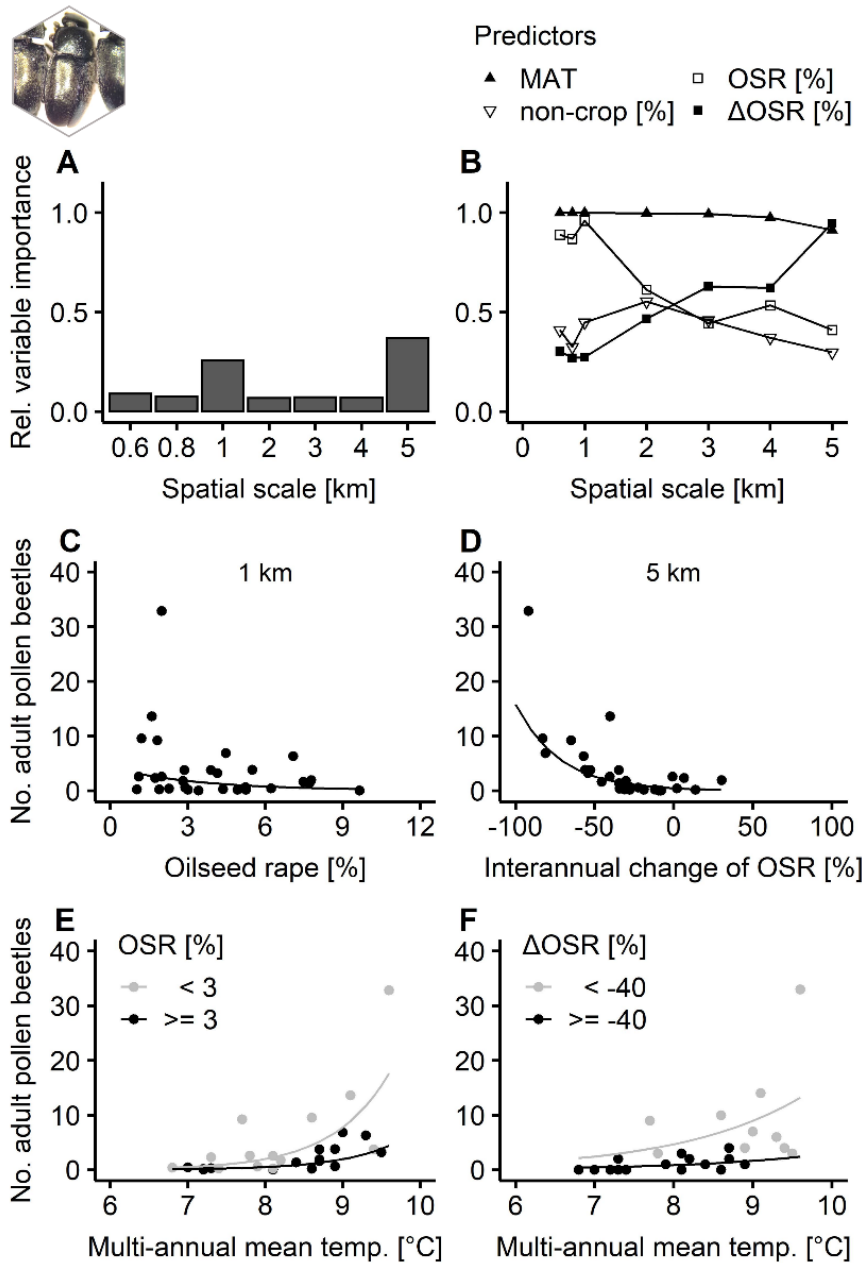 Predictors
MAT OSR [%]
non-crop [%] ΔOSR [%]
A B
Rel. variable importance
1.0 1.0
0.5 0.5
0.0 0.0
0.6 0.8 1 2 3 4 5 0 1 2 3 4 5
Spatial scale [km] Spatial scale [km]
C D
1 km 5 km
No. adult pollen beetles
40 40
30 30
20 20
10 10
0 0
0 3 6 9 12 -100 -50 0 50 100
Oilseed rape [%] Interannual change of OSR [%]
E F
OSR [%] ΔOSR [%]
< 3 < -40
>= 3 >= -40
No. adult pollen beetles
40 40
30 30
20 20
10 10
0 0
6 7 8 9 10 6 7 8 9 10
Multi-annual mean temp. [°C] Multi-annual mean temp. [°C]